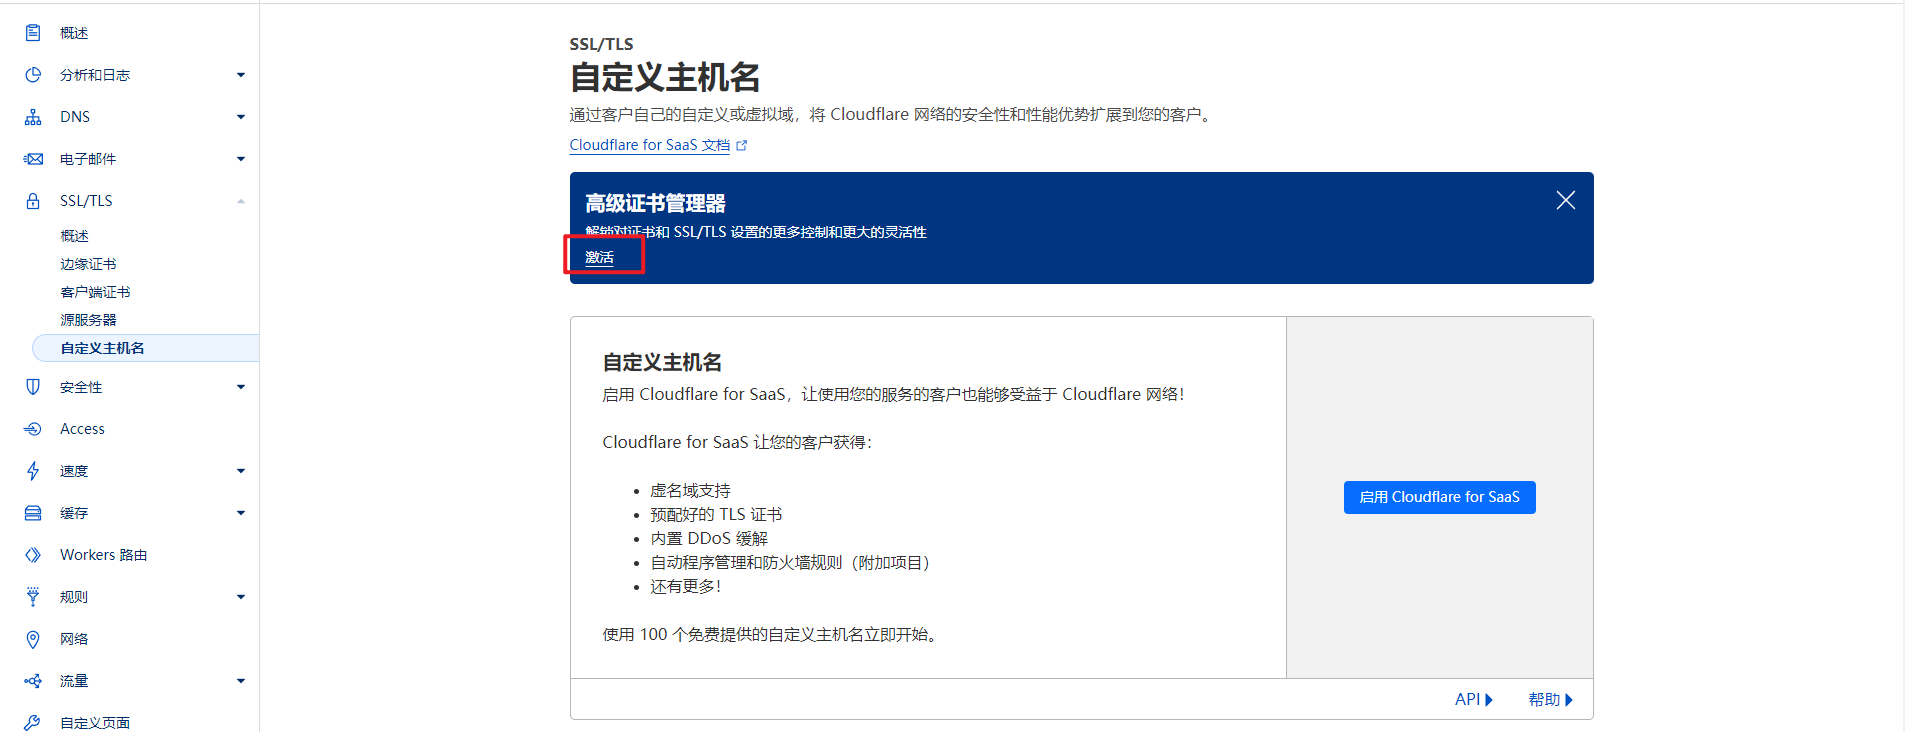 概述
分析和日志
DNS
电子邮件
SSL/TLS
概述
边缘证书
客户端证书
源服务器
自定义主机名
安全性
Access
速度
缓存
Workers 路由
规则
网络
流量
自定义页面
SSL/TLS
自定义主机名
通过客户自己的自定义或虚拟域，将 Cloudflare 网络的安全性和性能优势扩展到您的客户。
Cloudflare for SaaS 文档
高级证书管理器
解锁对证书和 SSL/TLS 设置的更多控制和更大的灵活性
激活
自定义主机名
启用 Cloudflare for SaaS，让使用您的服务的客户也能够受益于 Cloudflare 网络！
Cloudflare for SaaS 让您的客户获得：
虚名域支持
预配好的 TLS 证书
内置 DDoS 缓解
自动程序管理和防火墙规则（附加项目）
还有更多！
使用 100 个免费提供的自定义主机名立即开始。
启用 Cloudflare for SaaS
API
帮助